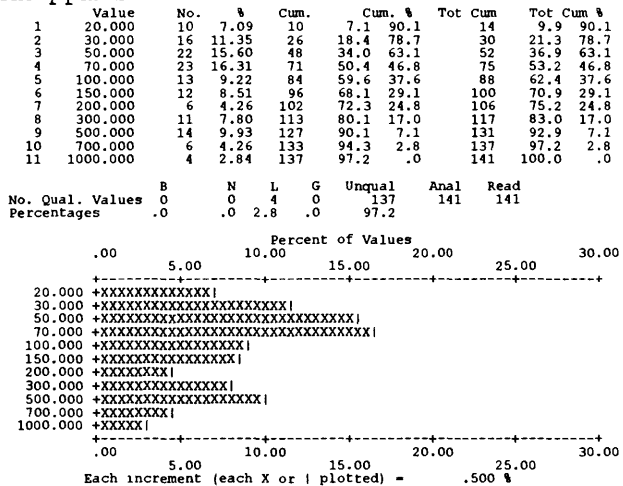 Value No. % Cum. Cum. % Tot Cum Tot Cum %
1 20.000 10 7.09 10 7.1 90.1 14 9.9 90.1
2 30.000 16 11.35 26 18.4 78.7 30 21.3 78.7
3 50.000 22 15.60 48 34.0 63.1 52 36.9 63.1
4 70.000 23 16.31 71 50.4 46.8 75 53.2 46.8
5 100.000 13 9.22 84 59.6 37.6 88 62.4 37.6
6 150.000 12 8.51 96 68.1 29.1 100 70.9 29.1
7 200.000 6 4.26 102 72.3 24.8 106 75.2 24.8
8 300.000 11 7.80 113 80.1 17.0 117 83.0 17.0
9 500.000 14 9.93 127 90.1 7.1 131 92.9 7.1
10 700.000 6 4.26 133 94.3 2.8 137 97.2 2.8
11 1000.000 4 2.84 137 97.2 .0 141 100.0 .0
B N L G Unqual Anal Read
No. Qual. Values 0 0 4 0 137 141 141
Percentages .0 .0 2.8 .0 97.2
Percent of Values
.00 10.00 20.00 30.00
5.00 15.00 25.00
+---------+---------+---------+---------+---------+---------+
20.000 +XXXXXXXXXXXXX|
30.000 +XXXXXXXXXXXXXXXXXXXXXX|
50.000 +XXXXXXXXXXXXXXXXXXXXXXXXXXXXXX|
70.000 +XXXXXXXXXXXXXXXXXXXXXXXXXXXXXXXX|
100.000 +XXXXXXXXXXXXXXXXX|
150.000 +XXXXXXXXXXXXXXXX|
200.000 +XXXXXXXX|
300.000 +XXXXXXXXXXXXXXX|
500.000 +XXXXXXXXXXXXXXXXXXX|
700.000 +XXXXXXXX|
1000.000 +XXXXX|
+---------+---------+---------+---------+---------+---------+
.00 10.00 20.00 30.00
5.00 15.00 25.00
Each increment (each X or | plotted) = .500 %